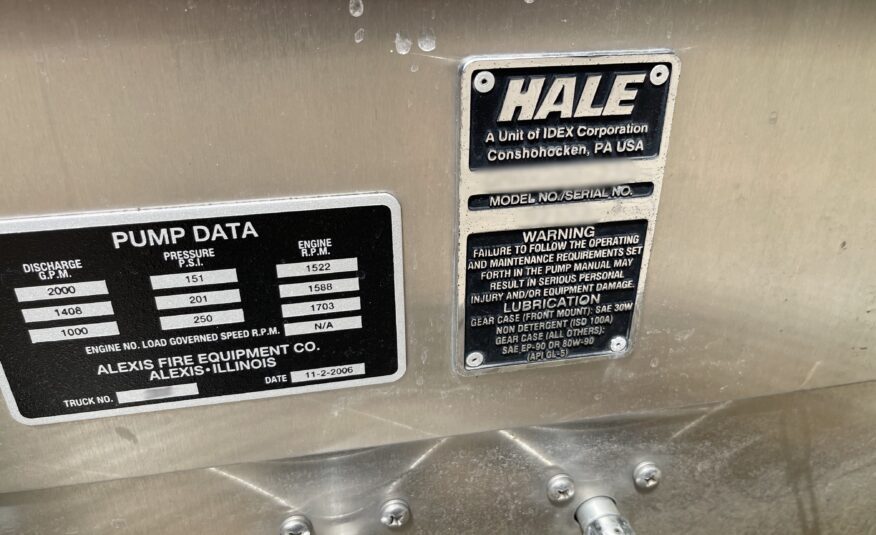 PUMP DATA
DISCHARGE G.P.M. PRESSURE P.S.I. ENGINE R.P.M.
2000 151 1522
1408 201 1588
1000 250 1703
ENGINE NO. LOAD GOVERNED SPEED R.P.M. N/A
ALEXIS FIRE EQUIPMENT CO.
ALEXIS•ILLINOIS
TRUCK NO. DATE 11-2-2006
HALE
A Unit of IDEX Corporation
Conshohocken, PA USA
MODEL NO./SERIAL NO.
WARNING
FAILURE TO FOLLOW THE OPERATING
AND MAINTENANCE REQUIREMENTS SET
FORTH IN THE PUMP MANUAL MAY
RESULT IN SERIOUS PERSONAL
INJURY AND/OR EQUIPMENT DAMAGE.
LUBRICATION
GEAR CASE (FRONT MOUNT): SAE 30W
NON DETERGENT (ISO 100A)
GEAR CASE (ALL OTHERS):
SAE EP-90 OR 80W-90
(API GL-5)